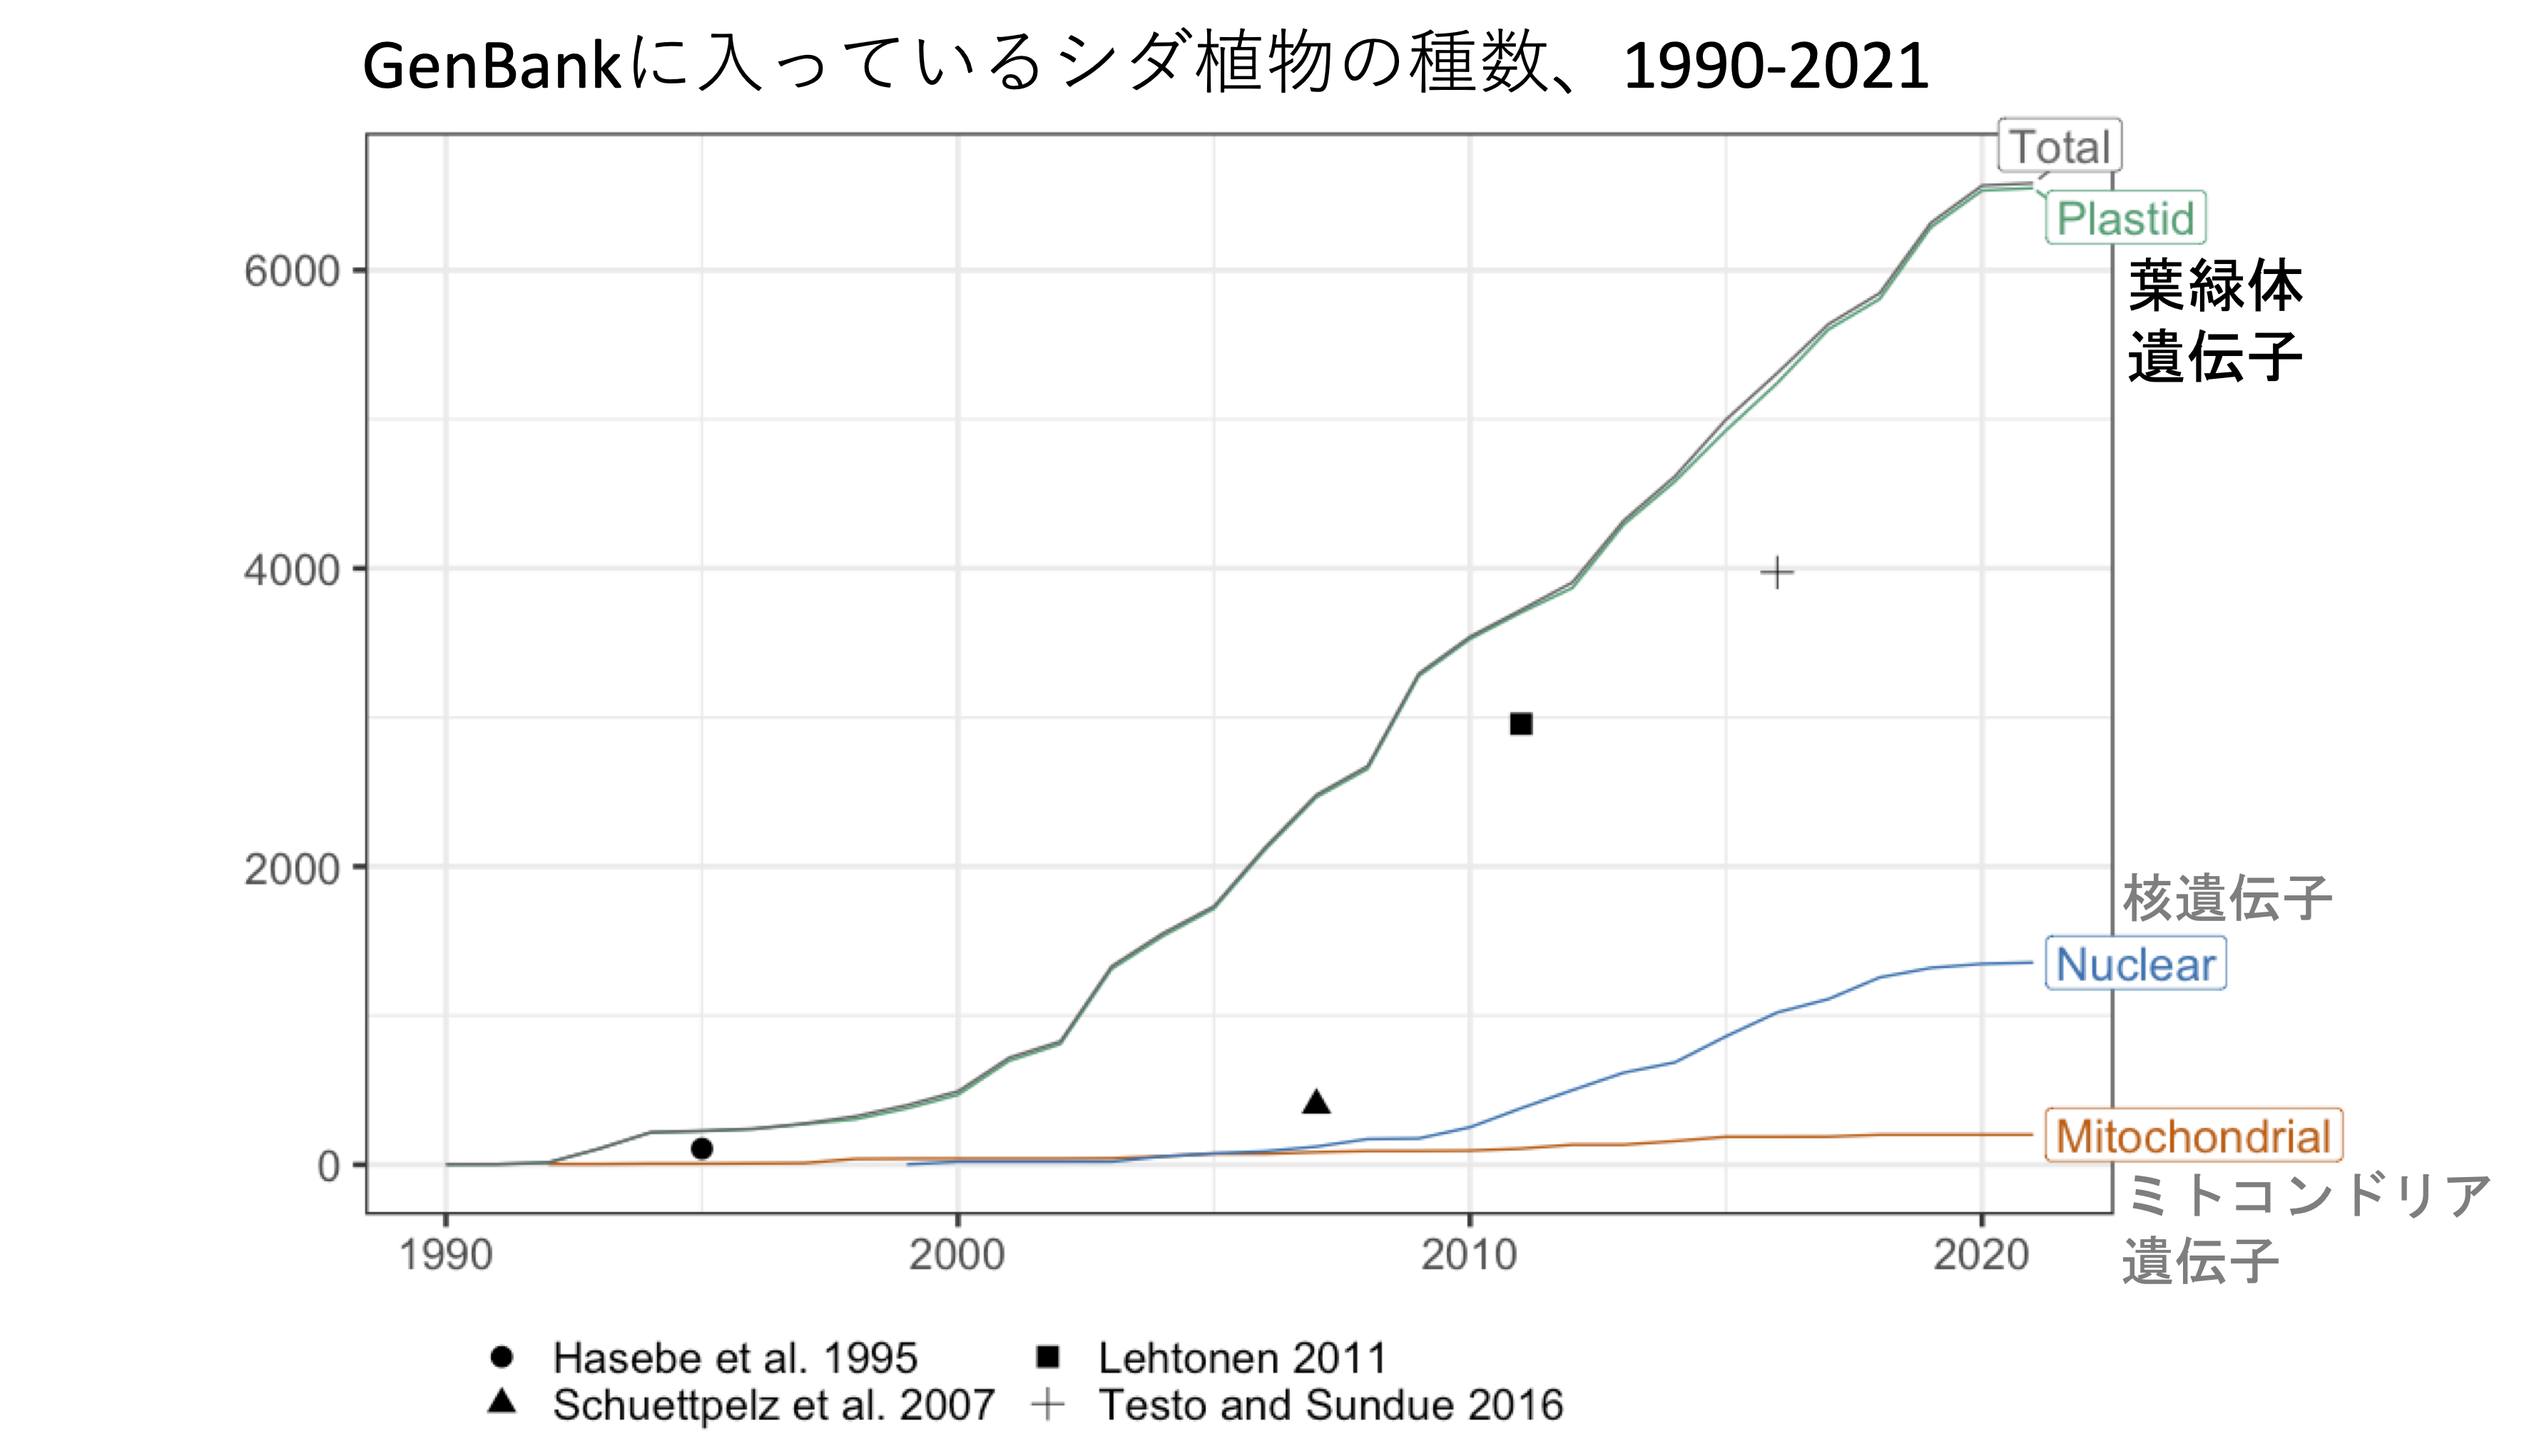 GenBankに入っているシダ植物の種数、1990-2021
Total
Plastid
葉緑体
遺伝子
6000
4000
2000
0
核遺伝子
Nuclear
Mitochondrial
ミトコンドリア
遺伝子
1990
2000
2010
2020
Hasebe et al. 1995
Lehtonen 2011
Schuettpelz et al. 2007
Testo and Sundue 2016